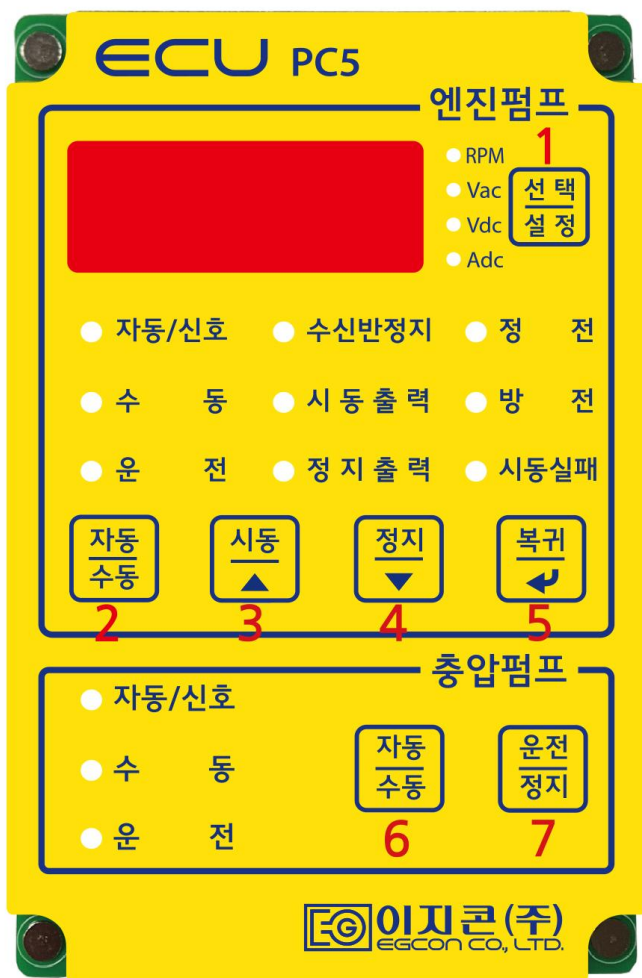 ECU PC5
엔진펌프
1
RPM
Vac
Vdc
Adc
선택
설정
자동/신호 수신반정지 정 전
수 동 시동출력 방 전
운 전 정지출력 시동실패
자동 시동 정지 복귀
수동 ▲ ▼ ↵
2 3 4 5
충압펌프
자동/신호
수 동
운 전
자동 운전
수동 정지
6 7
EG 이지콘(주)
EGCON CO., LTD.